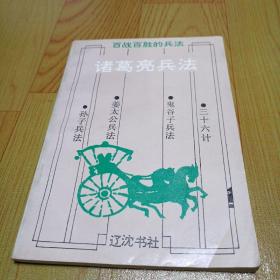 百战百胜的兵法
诸葛亮兵法
●三十六计
●鬼谷子兵法
●姜太公兵法
●孙子兵法
辽沈书社